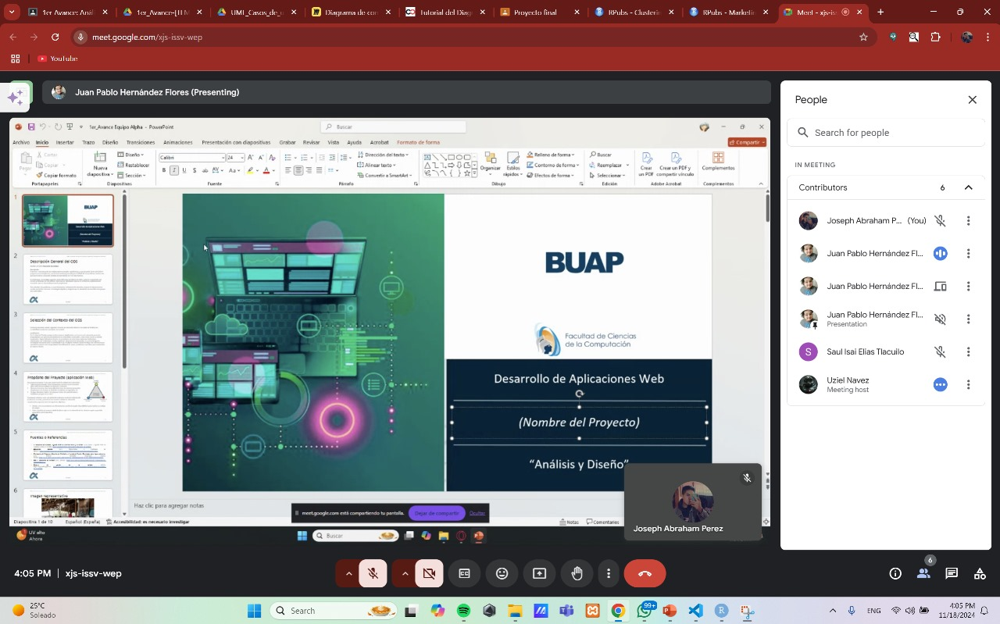 1er Avance: Anál
1er_Avance-[TEM
UML_Casos_de_u
Diagrama de com
Tutorial del Diag
Proyecto final
RPubs - Clusterin
RPubs - Marketin
Meet - xjs-iss
meet.google.com/xjs-issv-wep
YouTube
Juan Pablo Hernández Flores (Presenting)
1er_Avance Equipo Alpha - PowerPoint
Buscar
Archivo Inicio Insertar Trazo Diseño Transiciones Animaciones Presentación con diapositivas Grabar Revisar Vista Ayuda Acrobat Formato de forma
Compartir
Pegar
Cortar
Copiar
Copiar formato
Portapapeles
Nueva diapositiva
Diseño
Restablecer
Sección
Diapositivas
Calibri 24
Fuente
Párrafo
Dirección del texto
Alinear texto
Convertir a SmartArt
Organizar
Estilos rápidos
Relleno de forma
Contorno de forma
Efectos de forma
Dibujo
Buscar
Reemplazar
Seleccionar
Edición
Crear un PDF
Crear un PDF y compartir vínculo
Adobe Acrobat
Complementos
Complementos
1
BUAP
2
Descripción General del ODS
3
Selección del Contexto del ODS
4
Propósito del Proyecto (aplicación Web)
5
Fuentes o Referencias
6
Imagen representativa
BUAP
Facultad de Ciencias
de la Computación
Desarrollo de Aplicaciones Web
(Nombre del Proyecto)
“Análisis y Diseño”
Haz clic para agregar notas
meet.google.com está compartiendo tu pantalla.
Dejar de compartir
Ocultar
Diapositiva 1 de 10
Español (España)
Accesibilidad: es necesario investigar
Notas
Comentarios
UV alto
Ahora
Buscar
Joseph Abraham Perez
People
Search for people
IN MEETING
Contributors 6
Joseph Abraham P... (You)
Juan Pablo Hernández Fl...
Juan Pablo Hernández Fl...
Juan Pablo Hernández Fl...
Presentation
S
Saul Isai Elias Tlacuilo
Uziel Navez
Meeting host
4:05 PM | xjs-issv-wep
6
25°C
Soleado
Search
99+
ENG
4:05 PM
11/18/2024